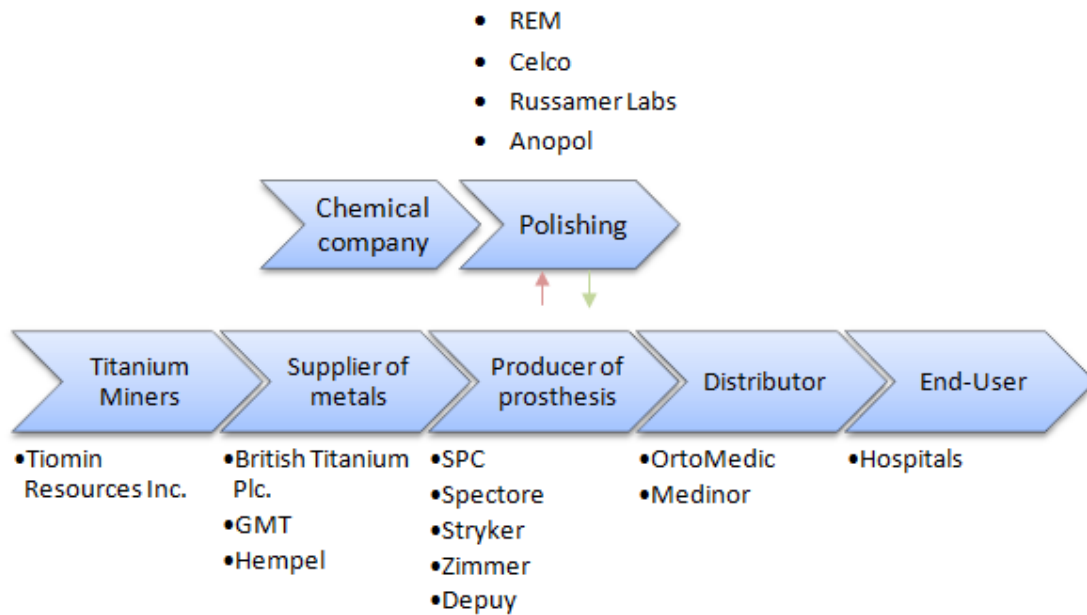 • REM
• Celco
• Russamer Labs
• Anopol
Chemical
company
Polishing
Titanium
Miners
Supplier of
metals
Producer of
prosthesis
Distributor
End-User
•Tiomin
Resources Inc.
•British Titanium
Plc.
•GMT
•Hempel
•SPC
•Spectore
•Stryker
•Zimmer
•Depuy
•OrtoMedic
•Medinor
•Hospitals